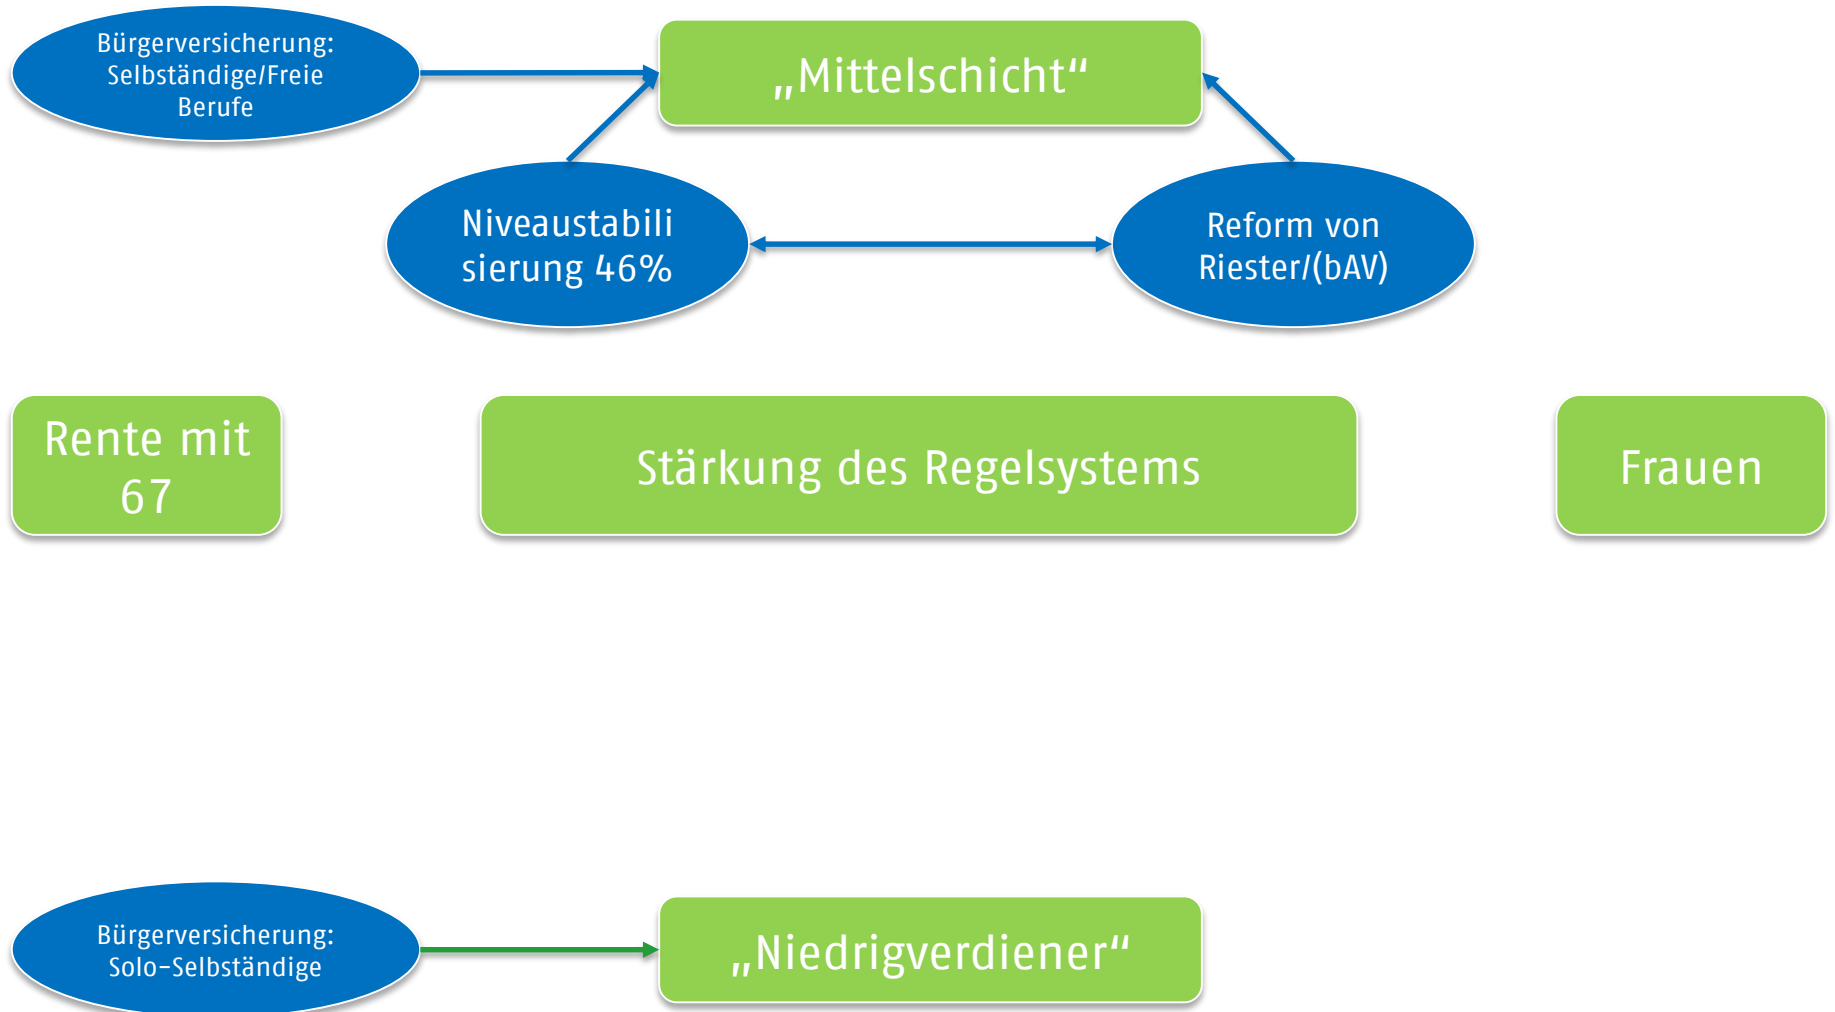 Bürgerversicherung:
Selbständige/Freie
Berufe
„Mittelschicht“
Niveaustabili
sierung 46%
Reform von
Riester/(bAV)
Rente mit
67
Stärkung des Regelsystems
Frauen
Bürgerversicherung:
Solo-Selbständige
„Niedrigverdiener“